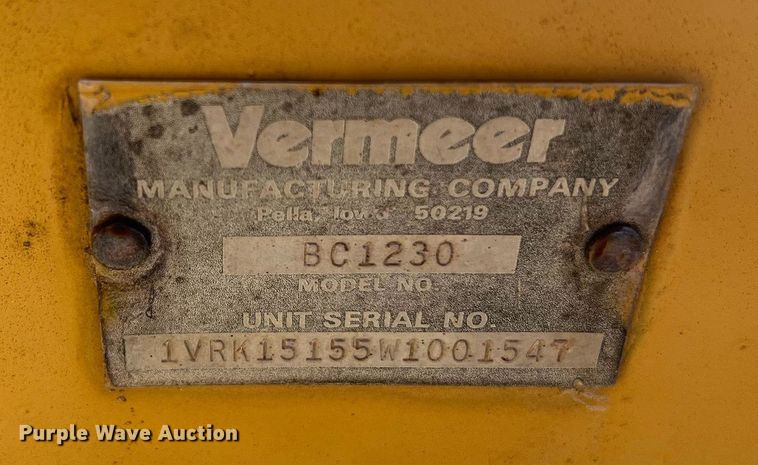 Vermeer
MANUFACTURING COMPANY
Pella, Iowa 50219
BC1230
MODEL NO.
UNIT SERIAL NO.
1VRK15155W1001547
Purple Wave Auction